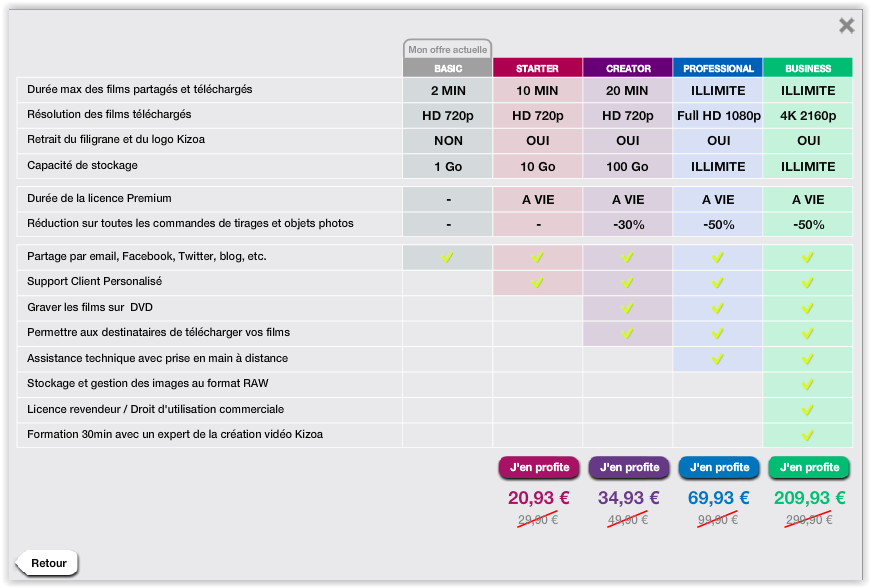 Mon offre actuelle
BASIC STARTER CREATOR PROFESSIONAL BUSINESS
Durée max des films partagés et téléchargés 2 MIN 10 MIN 20 MIN ILLIMITE ILLIMITE
Résolution des films téléchargés HD 720p HD 720p HD 720p Full HD 1080p 4K 2160p
Retrait du filigrane et du logo Kizoa NON OUI OUI OUI OUI
Capacité de stockage 1 Go 10 Go 100 Go ILLIMITE ILLIMITE
Durée de la licence Premium - A VIE A VIE A VIE A VIE
Réduction sur toutes les commandes de tirages et objets photos - - -30% -50% -50%
Partage par email, Facebook, Twitter, blog, etc.
Support Client Personalisé
Graver les films sur DVD
Permettre aux destinataires de télécharger vos films
Assistance technique avec prise en main à distance
Stockage et gestion des images au format RAW
Licence revendeur / Droit d'utilisation commerciale
Formation 30min avec un expert de la création vidéo Kizoa
J'en profite J'en profite J'en profite J'en profite
20,93 € 34,93 € 69,93 € 209,93 €
29,90 € 49,90 € 99,90 € 299,90 €
Retour